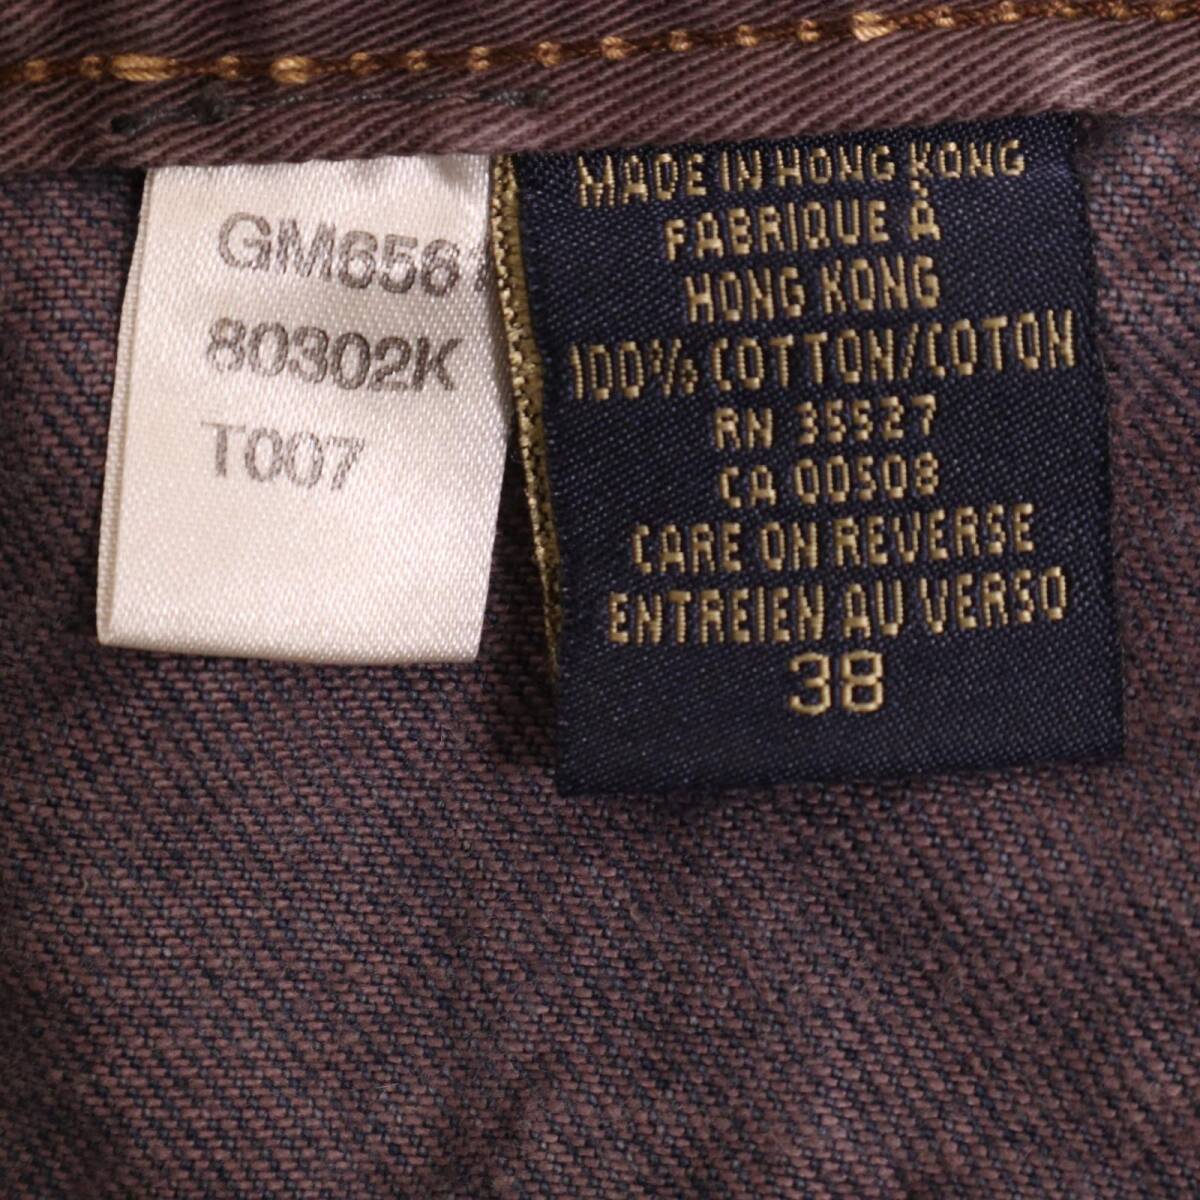 GM656
80302K
T007
MADE IN HONG KONG
FABRIQUE À
HONG KONG
100% COTTON/COTON
RN 35527
CA 00508
CARE ON REVERSE
ENTREIEN AU VERSO
38